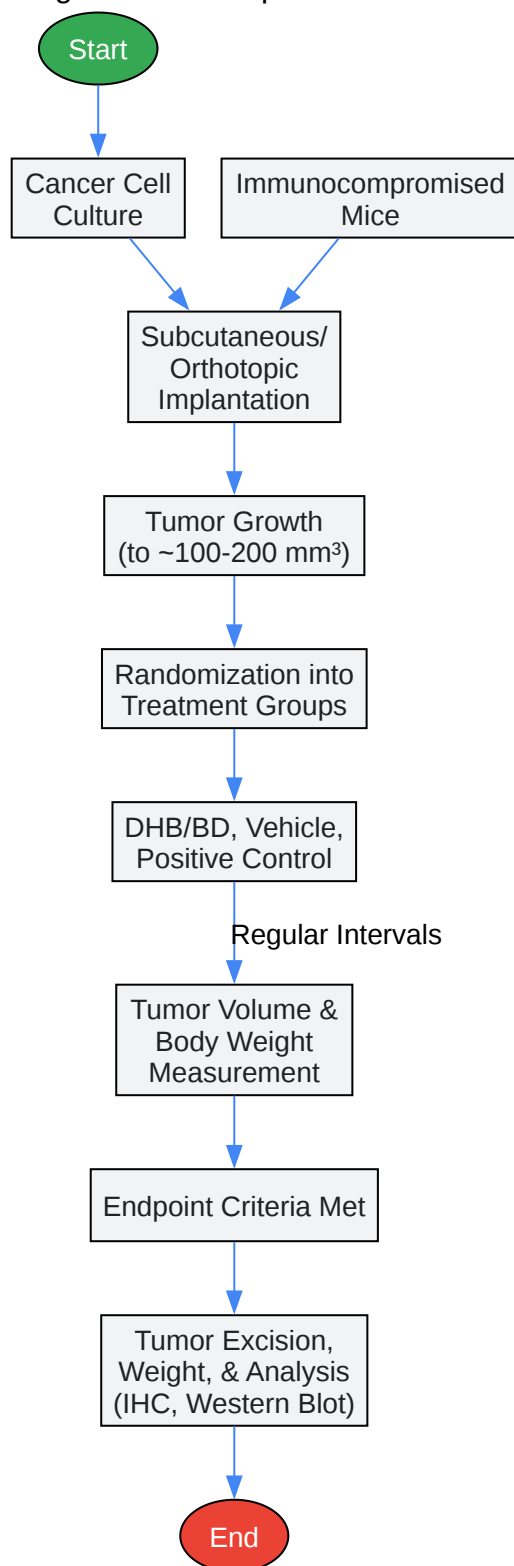 Start
Cancer Cell
Culture
Immunocompromised
Mice
Subcutaneous/
Orthotopic
Implantation
Tumor Growth
(to ~100-200 mm³)
Randomization into
Treatment Groups
DHB/BD, Vehicle,
Positive Control
Regular Intervals
Tumor Volume &
Body Weight
Measurement
Endpoint Criteria Met
Tumor Excision,
Weight, & Analysis
(IHC, Western Blot)
End